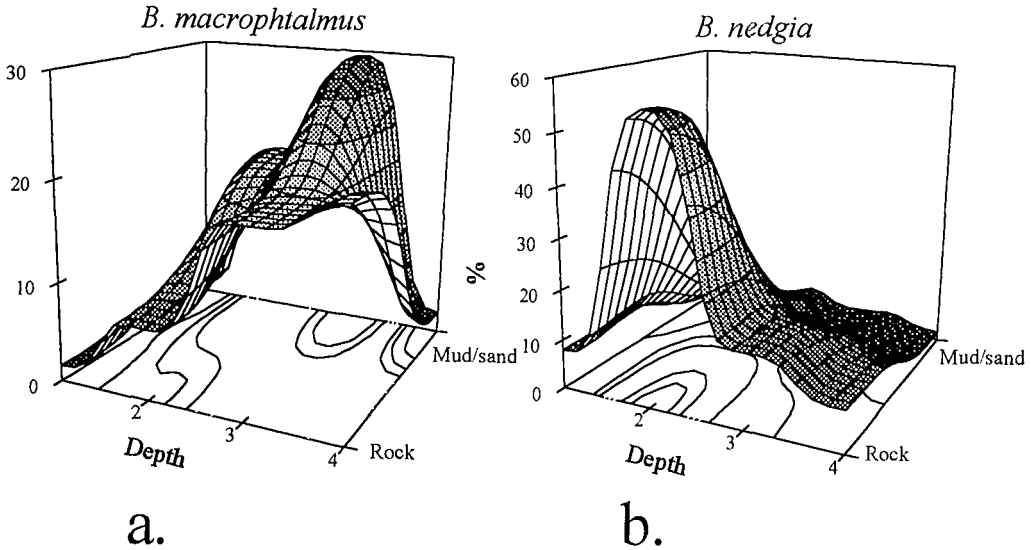 B. macrophtalmus
30
20
10
0
2
3
4
Depth
Mud/sand
Rock
a.
B. nedgia
%
60
50
40
30
20
10
0
2
3
4
Depth
Mud/sand
Rock
b.